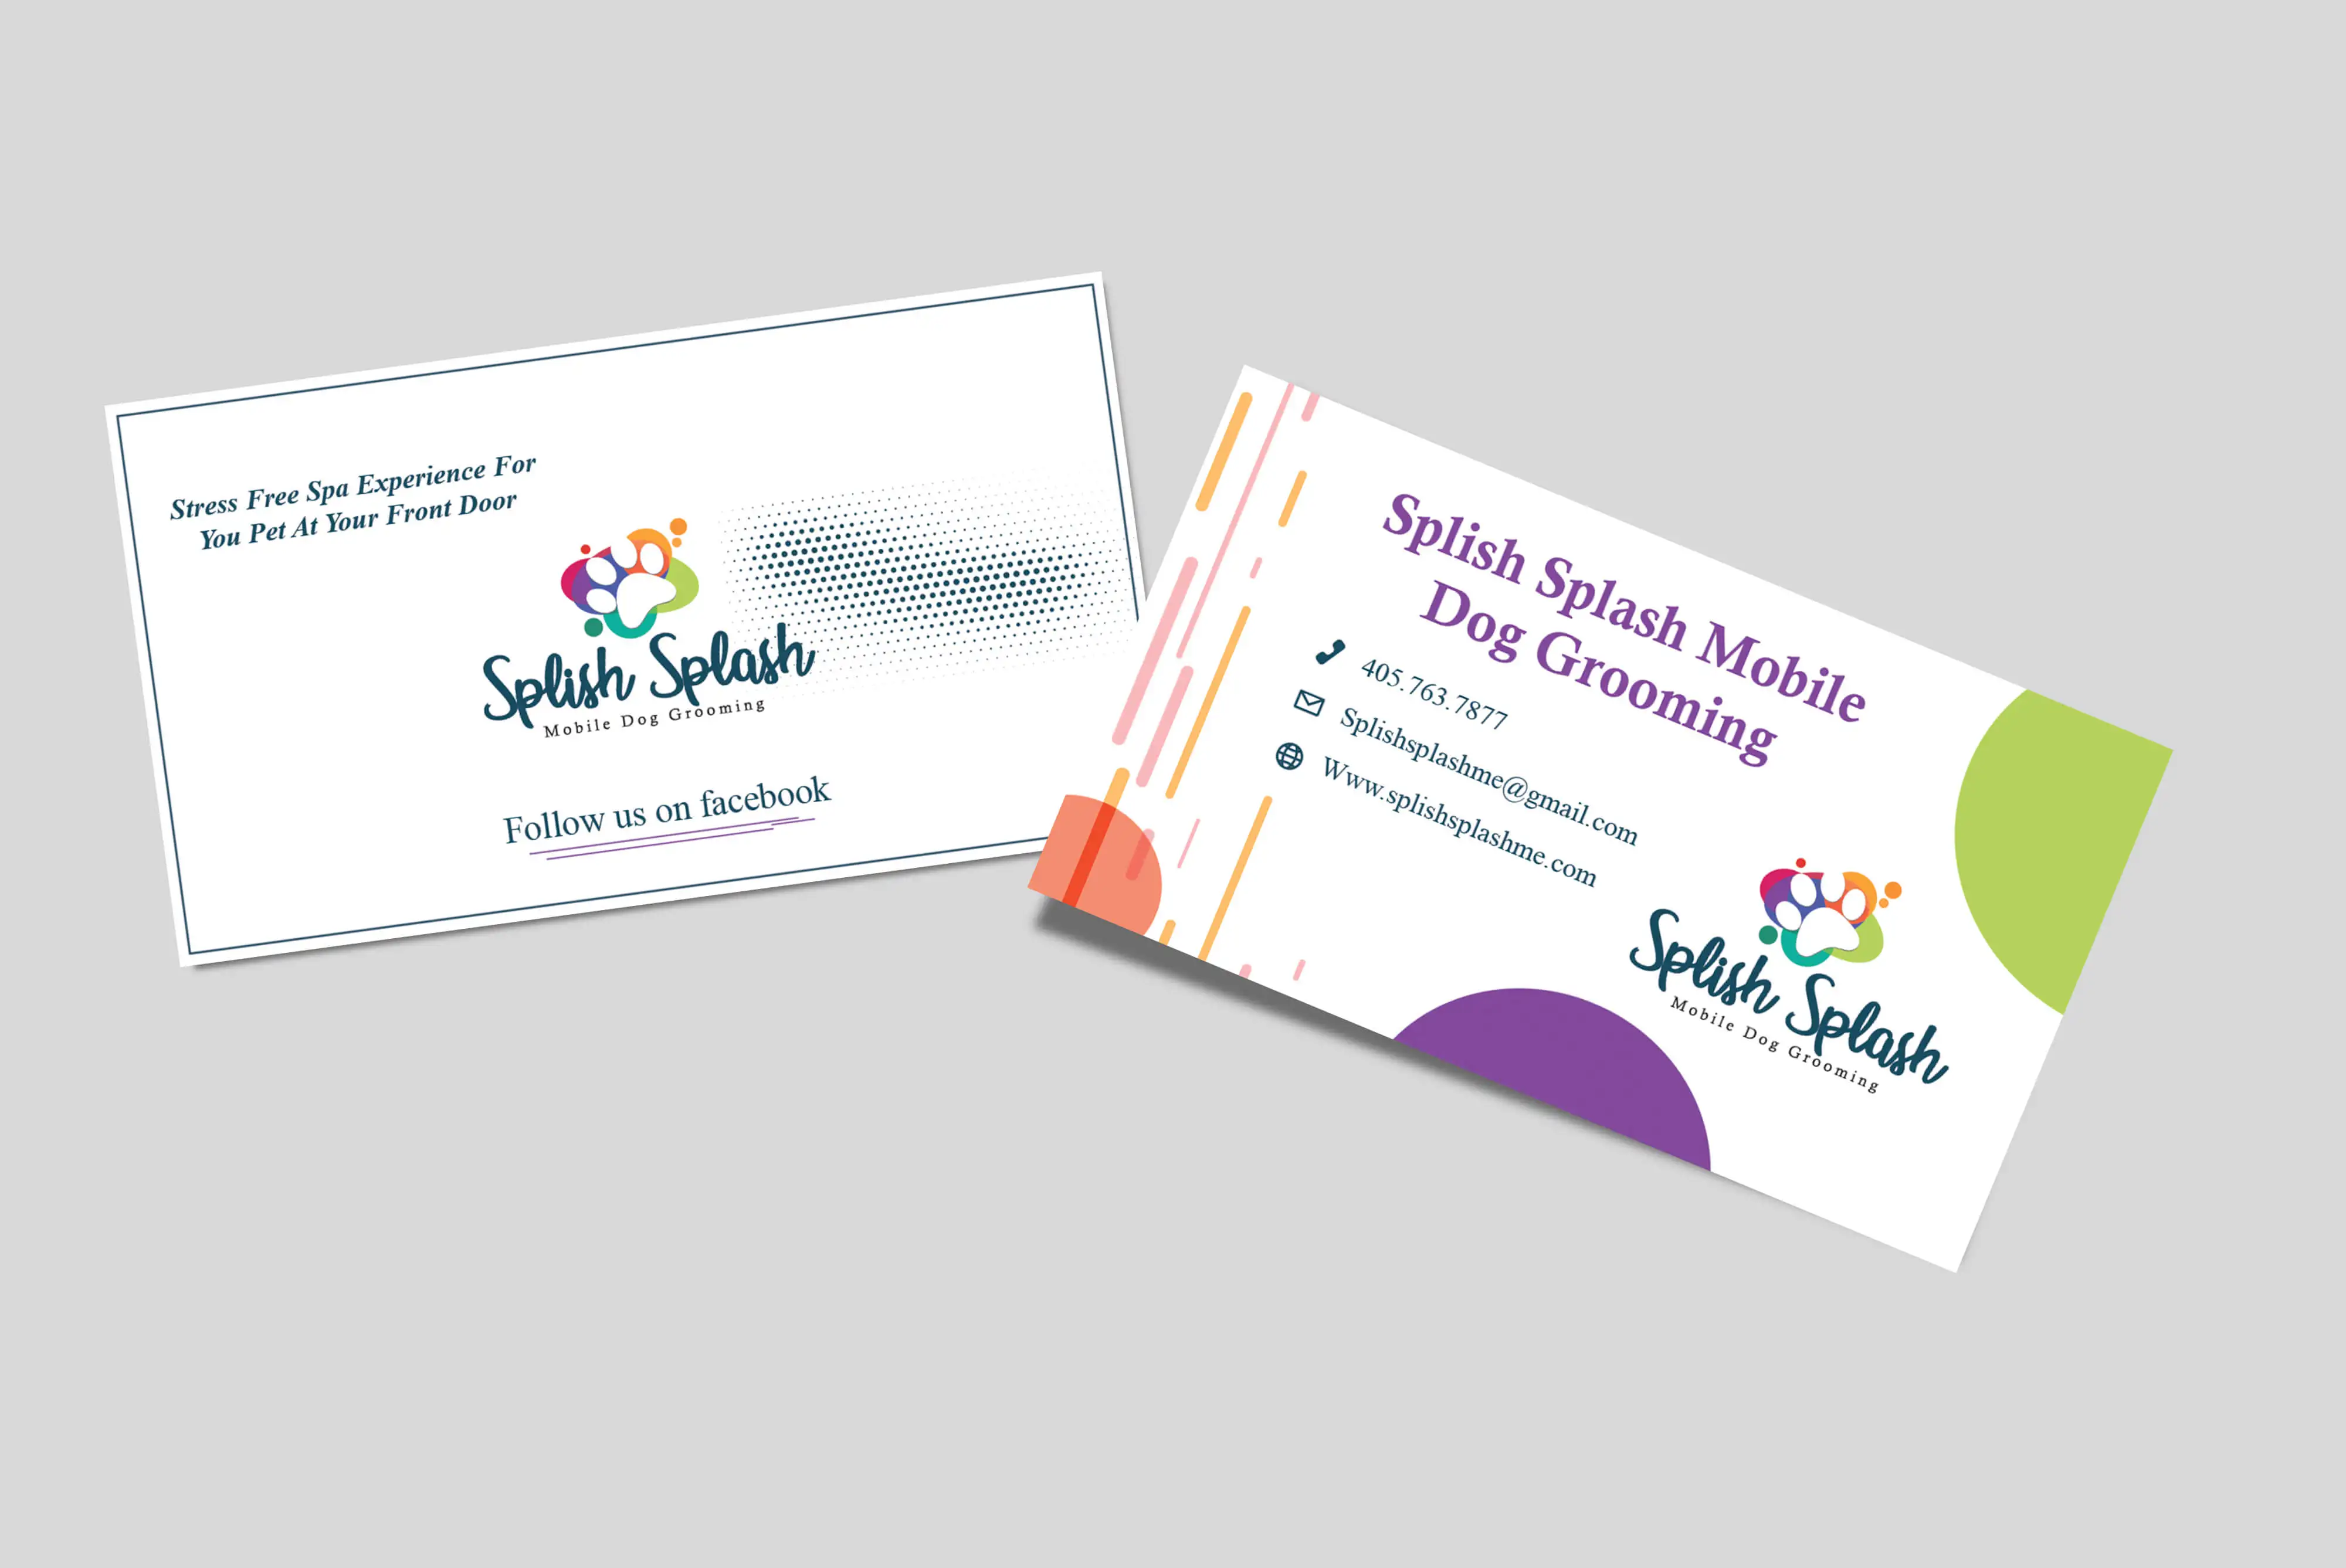 Stress Free Spa Experience For
You Pet At Your Front Door
Splish Splash
Mobile Dog Grooming
Follow us on facebook
Splish Splash Mobile
Dog Grooming
405.763.7877
Splishsplashme@gmail.com
Www.splishsplashme.com
Splish Splash
Mobile Dog Grooming